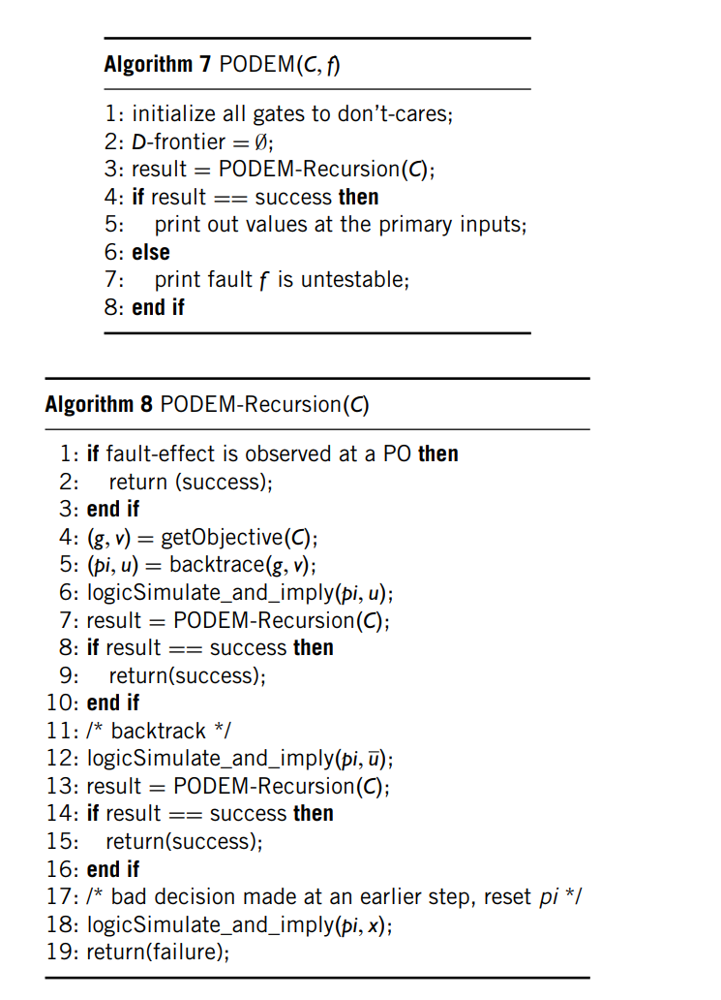 Algorithm 7 PODEM(C, f)
1: initialize all gates to don't-cares;
2: D-frontier = Ø;
3: result = PODEM-Recursion(C);
4: if result == success then
5: print out values at the primary inputs;
6: else
7: print fault f is untestable;
8: end if
Algorithm 8 PODEM-Recursion(C)
1: if fault-effect is observed at a PO then
2: return (success);
3: end if
4: (g, v) = getObjective(C);
5: (pi, u) = backtrace(g, v);
6: logicSimulate_and_imply(pi, u);
7: result = PODEM-Recursion(C);
8: if result == success then
9: return(success);
10: end if
11: /* backtrack */
12: logicSimulate_and_imply(pi, u̅);
13: result = PODEM-Recursion(C);
14: if result == success then
15: return(success);
16: end if
17: /* bad decision made at an earlier step, reset pi */
18: logicSimulate_and_imply(pi, x);
19: return(failure);